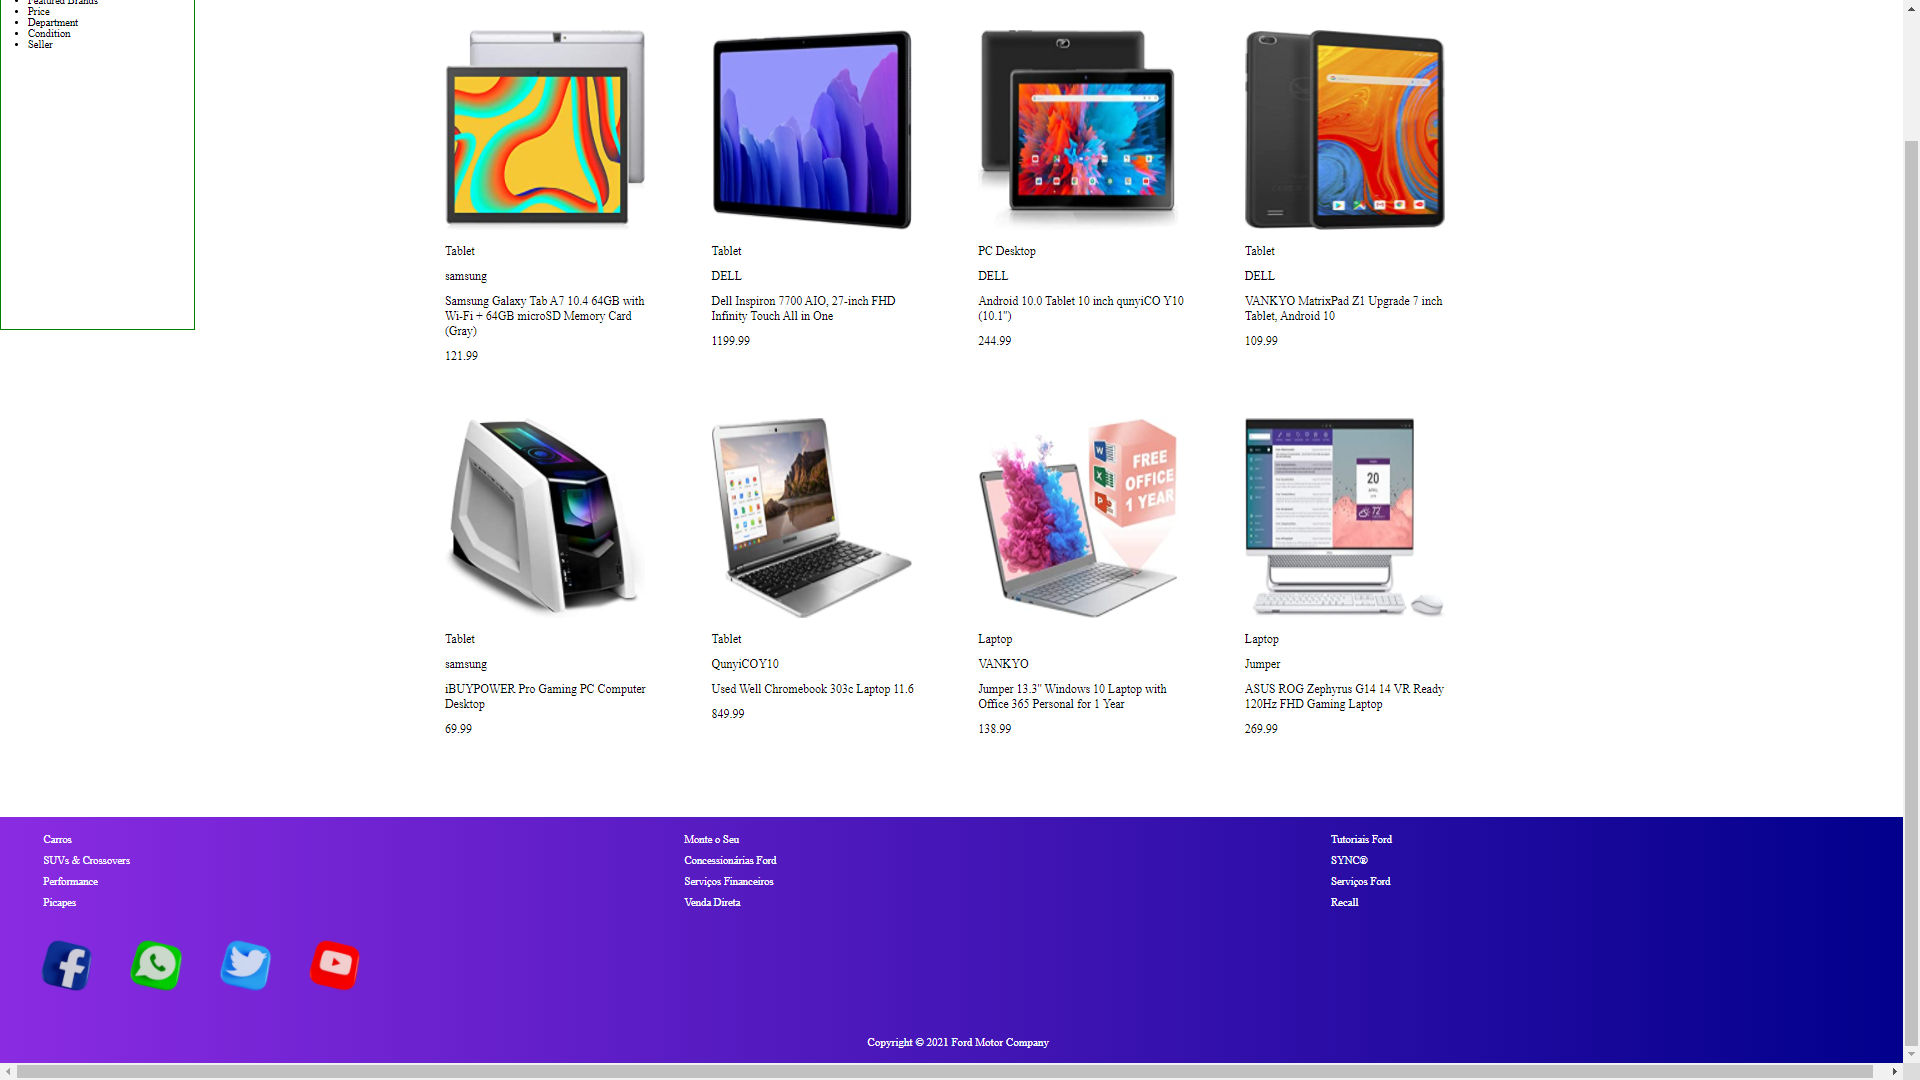 Featured Brands
Price
Department
Condition
Seller
Tablet
samsung
Samsung Galaxy Tab A7 10.4 64GB with
Wi-Fi + 64GB microSD Memory Card
(Gray)
121.99
Tablet
DELL
Dell Inspiron 7700 AIO, 27-inch FHD
Infinity Touch All in One
1199.99
PC Desktop
DELL
Android 10.0 Tablet 10 inch qunyiCO Y10
(10.1")
244.99
Tablet
DELL
VANKYO MatrixPad Z1 Upgrade 7 inch
Tablet, Android 10
109.99
FREE
OFFICE
1 YEAR
W
X
P
20
72°
Tablet
samsung
iBUYPOWER Pro Gaming PC Computer
Desktop
69.99
Tablet
QunyiCOY10
Used Well Chromebook 303c Laptop 11.6
849.99
Laptop
VANKYO
Jumper 13.3" Windows 10 Laptop with
Office 365 Personal for 1 Year
138.99
Laptop
Jumper
ASUS ROG Zephyrus G14 14 VR Ready
120Hz FHD Gaming Laptop
269.99
Carros
SUVs & Crossovers
Performance
Picapes
Monte o Seu
Concessionárias Ford
Serviços Financeiros
Venda Direta
Tutoriais Ford
SYNC®
Serviços Ford
Recall
Copyright © 2021 Ford Motor Company